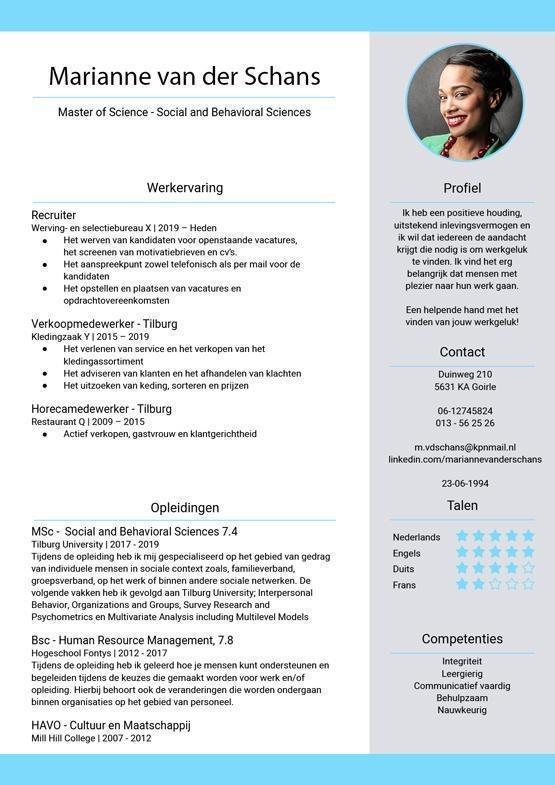 Marianne van der Schans
Master of Science - Social and Behavioral Sciences
Werkervaring
Recruiter
Werving- en selectiebureau X | 2019 – Heden
● Het werven van kandidaten voor openstaande vacatures,
het screenen van motivatiebrieven en cv's.
● Het aanspreekpunt zowel telefonisch als per mail voor de
kandidaten
● Het opstellen en plaatsen van vacatures en
opdrachtovereenkomsten
Verkoopmedewerker - Tilburg
Kledingzaak Y | 2015 – 2019
● Het verlenen van service en het verkopen van het
kledingassortiment
● Het adviseren van klanten en het afhandelen van klachten
● Het uitzoeken van keding, sorteren en prijzen
Horecamedewerker - Tilburg
Restaurant Q | 2009 – 2015
● Actief verkopen, gastvrouw en klantgerichtheid
Opleidingen
MSc - Social and Behavioral Sciences 7.4
Tilburg University | 2017 - 2019
Tijdens de opleiding heb ik mij gespecialiseerd op het gebied van gedrag
van individuele mensen in sociale context zoals, familieverband,
groepsverband, op het werk of binnen andere sociale netwerken. De
volgende vakken heb ik gevolgd aan Tilburg University; Interpersonal
Behavior, Organizations and Groups, Survey Research and
Psychometrics en Multivariate Analysis including Multilevel Models
Bsc - Human Resource Management, 7.8
Hogeschool Fontys | 2012 - 2017
Tijdens de opleiding heb ik geleerd hoe je mensen kunt ondersteunen en
begeleiden tijdens de keuzes die gemaakt worden voor werk en/of
opleiding. Hierbij behoort ook de veranderingen die worden ondergaan
binnen organisaties op het gebied van personeel.
HAVO - Cultuur en Maatschappij
Mill Hill College | 2007 - 2012
Profiel
Ik heb een positieve houding,
uitstekend inlevingsvermogen en
ik wil dat iedereen de aandacht
krijgt die nodig is om werkgeluk
te vinden. Ik vind het erg
belangrijk dat mensen met
plezier naar hun werk gaan.
Een helpende hand met het
vinden van jouw werkgeluk!
Contact
Duinweg 210
5631 KA Goirle
06-12745824
013 - 56 25 26
m.vdschans@kpnmail.nl
linkedin.com/mariannevanderschans
23-06-1994
Talen
Nederlands
Engels
Duits
Frans
Competenties
Integriteit
Leergierig
Communicatief vaardig
Behulpzaam
Nauwkeurig